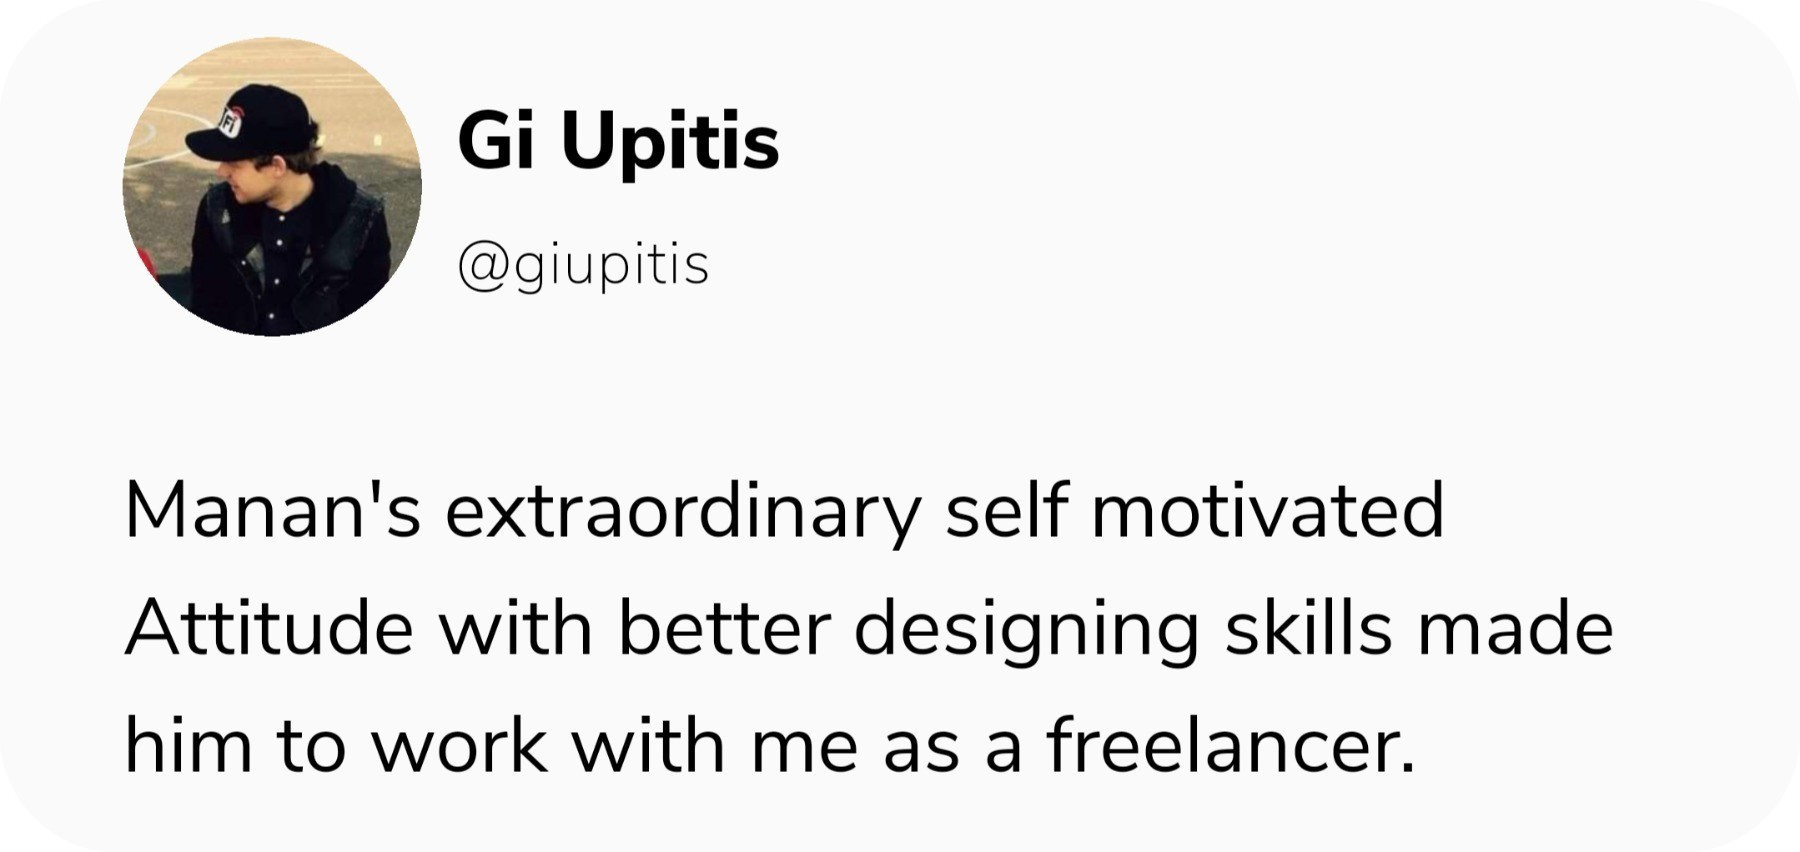 Gi Upitis
@giupitis
Manan's extraordinary self motivated
Attitude with better designing skills made
him to work with me as a freelancer.